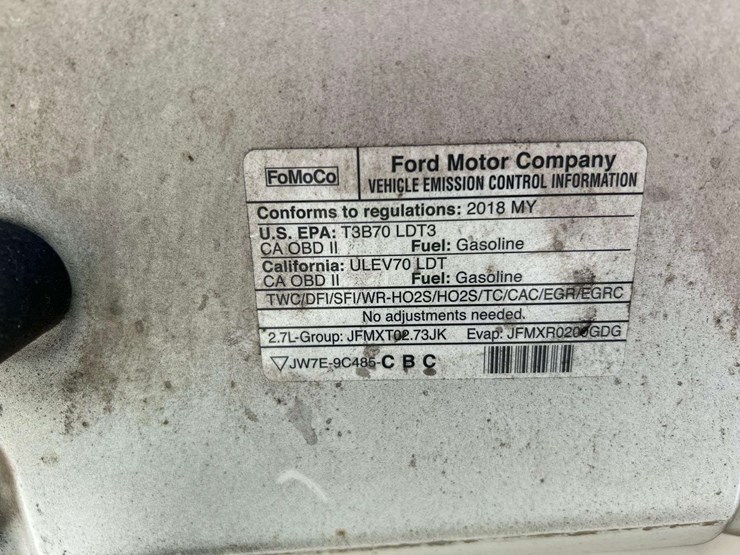 FoMoCo
Ford Motor Company
VEHICLE EMISSION CONTROL INFORMATION
Conforms to regulations: 2018 MY
U.S. EPA: T3B70 LDT3
CA OBD II Fuel: Gasoline
California: ULEV70 LDT
CA OBD II Fuel: Gasoline
TWC/DFI/SFI/WR-HO2S/HO2S/TC/CAC/EGR/EGRC
No adjustments needed.
2.7L-Group: JFMXT02.73JK Evap: JFMXR0200GDG
JW7E-9C485-C B C